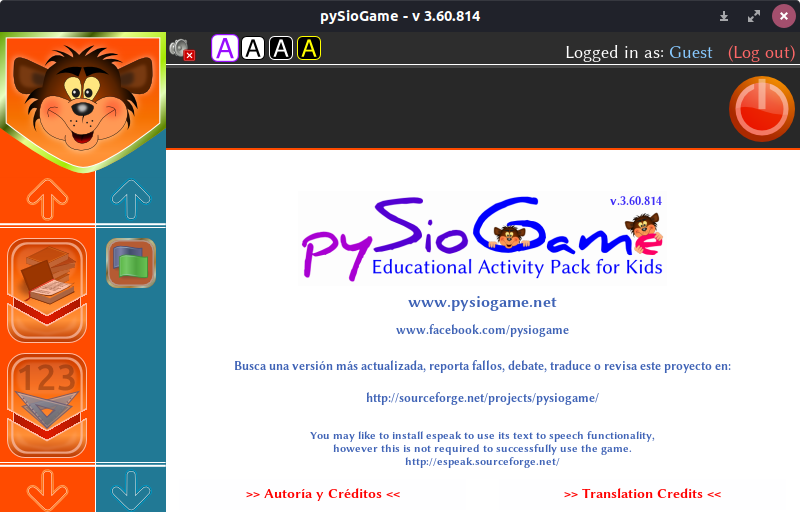 pySioGame - v 3.60.814
A A A A
Logged in as: Guest (Log out)
v.3.60.814
pySioGame
Educational Activity Pack for Kids
www.pysiogame.net
www.facebook.com/pysiogame
Busca una versión más actualizada, reporta fallos, debate, traduce o revisa este proyecto en:
http://sourceforge.net/projects/pysiogame/
123
You may like to install espeak to use its text to speech functionality,
however this is not required to successfully use the game.
http://espeak.sourceforge.net/
>> Autoría y Créditos << >> Translation Credits <<